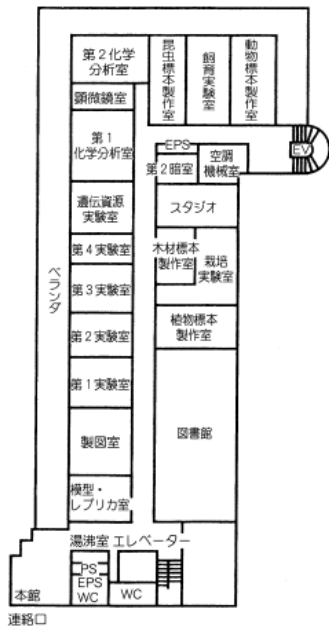 第2化学
分析室
昆虫標本製作室
飼育実験室
動物標本製作室
顕微鏡室
第1
化学分析室
EPS
第2暗室
空調
機械室
EV
遺伝資源
実験室
スタジオ
第4実験室
木材標本
製作室
栽培
実験室
ベランダ
第3実験室
第2実験室
植物標本
製作室
第1実験室
製図室
図書館
模型・
レプリカ室
湯沸室 エレベーター
PS
EPS
WC
WC
本館
連絡口